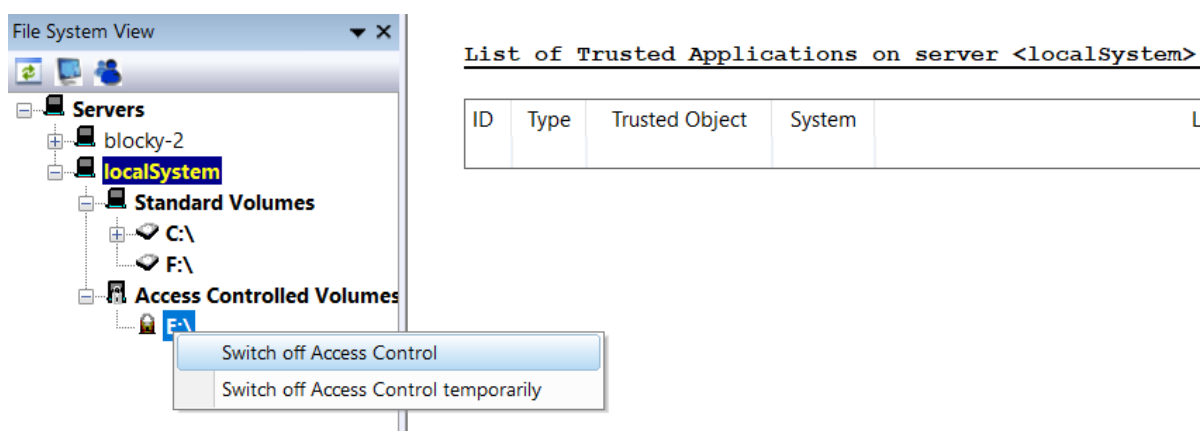 File System View
Servers
blocky-2
localSystem
Standard Volumes
C:\
F:\
Access Controlled Volumes
E:\
Switch off Access Control
Switch off Access Control temporarily
List of Trusted Applications on server <localSystem>
ID Type Trusted Object System L